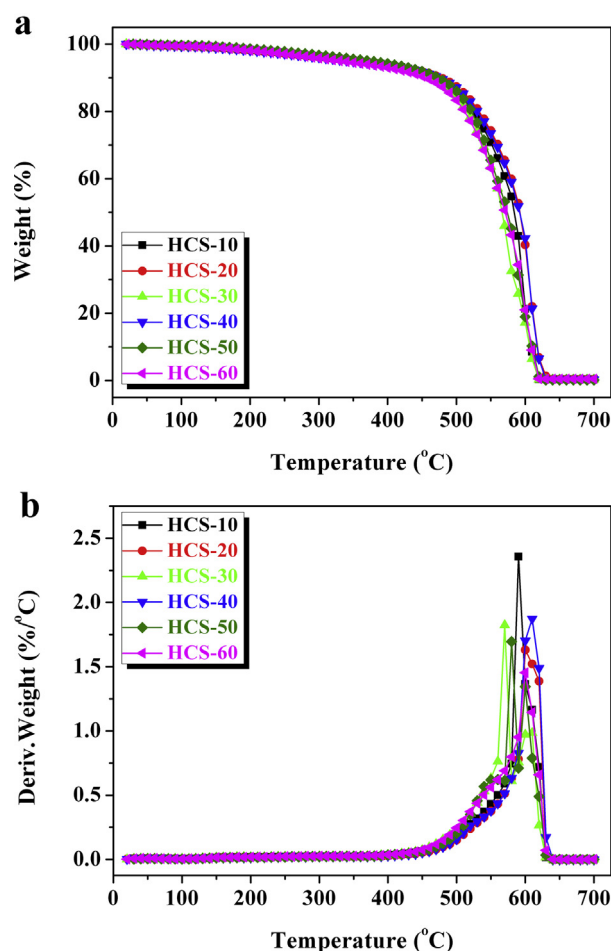 a
100
80
60
40
20
0
Weight (%)
HCS-10
HCS-20
HCS-30
HCS-40
HCS-50
HCS-60
0 100 200 300 400 500 600 700
Temperature (°C)
b
2.5
2.0
1.5
1.0
0.5
0.0
Deriv.Weight (%/°C)
HCS-10
HCS-20
HCS-30
HCS-40
HCS-50
HCS-60
0 100 200 300 400 500 600 700
Temperature (°C)